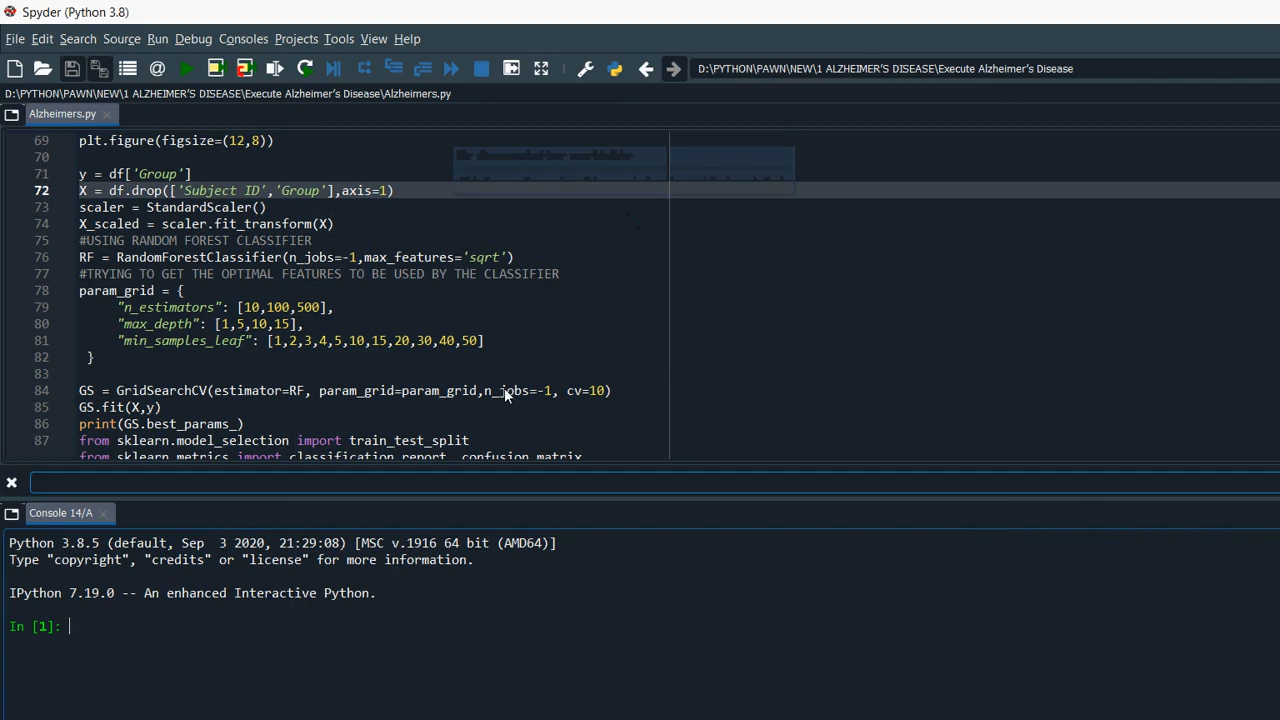 Spyder (Python 3.8)
File Edit Search Source Run Debug Consoles Projects Tools View Help
D:\PYTHON\PAWN\NEW\1 ALZHEIMER'S DISEASE\Execute Alzheimer's Disease
D:\PYTHON\PAWN\NEW\1 ALZHEIMER'S DISEASE\Execute Alzheimer's Disease\Alzheimers.py
Alzheimers.py
69 plt.figure(figsize=(12,8))
70
71 y = df['Group']
72 X = df.drop(['Subject ID','Group'],axis=1)
73 scaler = StandardScaler()
74 X_scaled = scaler.fit_transform(X)
75 #USING RANDOM FOREST CLASSIFIER
76 RF = RandomForestClassifier(n_jobs=-1,max_features='sqrt')
77 #TRYING TO GET THE OPTIMAL FEATURES TO BE USED BY THE CLASSIFIER
78 param_grid = {
79 "n_estimators": [10,100,500],
80 "max_depth": [1,5,10,15],
81 "min_samples_leaf": [1,2,3,4,5,10,15,20,30,40,50]
82 }
83
84 GS = GridSearchCV(estimator=RF, param_grid=param_grid,n_jobs=-1, cv=10)
85 GS.fit(X,y)
86 print(GS.best_params_)
87 from sklearn.model_selection import train_test_split
from sklearn.metrics import classification_report, confusion_matrix
Console 14/A
Python 3.8.5 (default, Sep  3 2020, 21:29:08) [MSC v.1916 64 bit (AMD64)]
Type "copyright", "credits" or "license" for more information.
IPython 7.19.0 -- An enhanced Interactive Python.
In [1]: